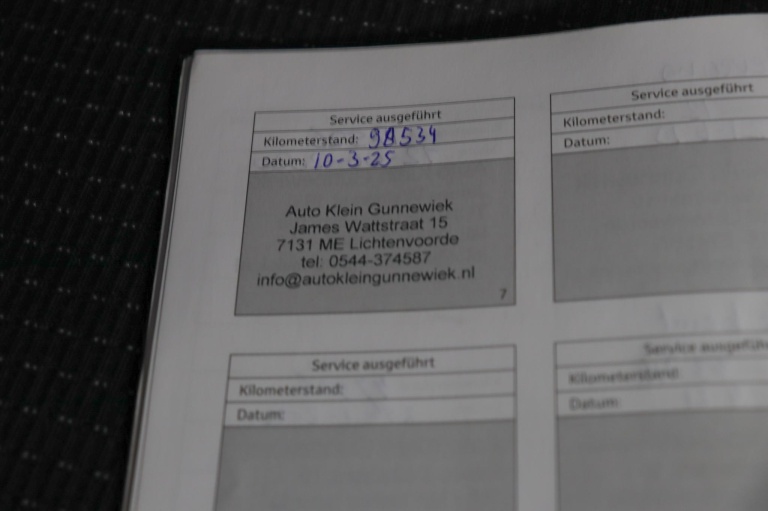 Service ausgeführt
Kilometerstand: 98534
Datum: 10-3-25
Auto Klein Gunnewiek
James Wattstraat 15
7131 ME Lichtenvoorde
tel: 0544-374587
info@autokleingunnewiek.nl
7
Service ausgeführt
Kilometerstand:
Datum:
Service ausgeführt
Kilometerstand:
Datum:
Service ausgeführt
Kilometerstand:
Datum: